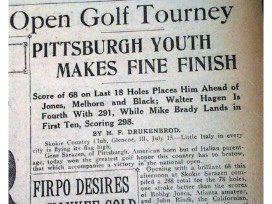 Open Golf Tourney
PITTSBURGH YOUTH
MAKES FINE FINISH
Score of 68 on Last 18 Holes Places Him Ahead of
Jones, Melhorn and Black; Walter Hagen Is
Fourth With 291, Thile Mike Brady Lands in
First Ten, Scoring 298.
By M. F. DRUKENBROD.
Skokie Country Club, Glencoe, Ill., July 15.—Little Italy in every
city is flying its flag high.
Gene Sarazen, of Pittsburgh, American born but of Italian parent-
age, today won the greatest golf honor this country has to bestow,
that which accompanies a victory in the national open.
Opening with a brilliant 68 this
afternoon at Skokie Sarazen com-
pleted a 288 total for the 78 holes,
one stroke better than the scores
of Bobby Jones, Atlanta amateur,
and John Black, the Californian,
FIRPO DESIRES